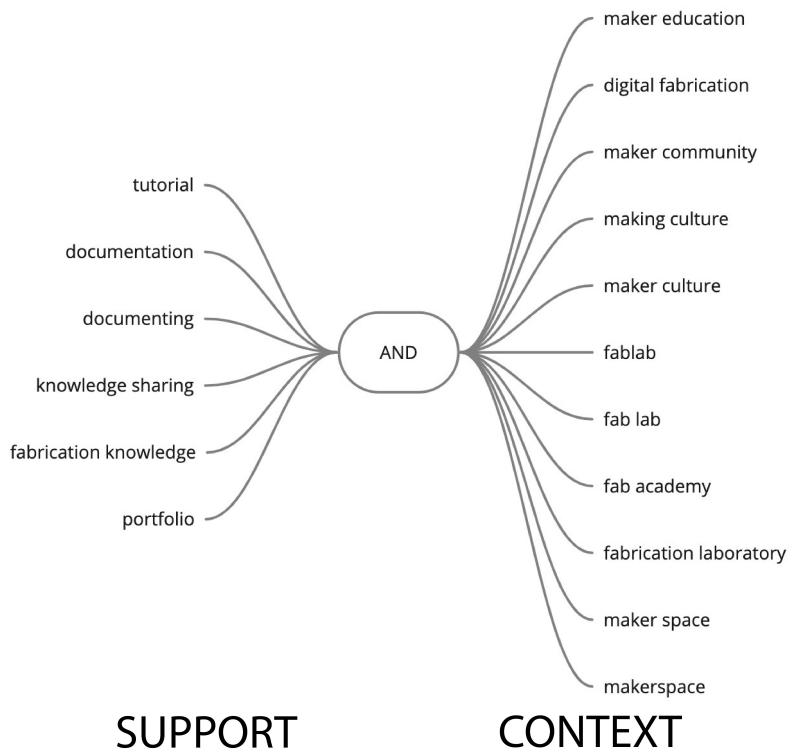 tutorial
documentation
documenting
knowledge sharing
fabrication knowledge
portfolio
AND
maker education
digital fabrication
maker community
making culture
maker culture
fablab
fab lab
fab academy
fabrication laboratory
maker space
makerspace
SUPPORT
CONTEXT